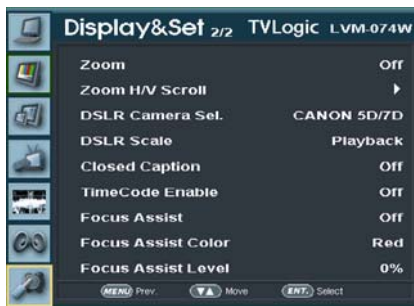 Display&Set 2/2 TVLogic LVM-074W
Zoom Off
Zoom H/V Scroll
DSLR Camera Sel. CANON 5D/7D
DSLR Scale Playback
Closed Caption Off
TimeCode Enable Off
Focus Assist Off
Focus Assist Color Red
Focus Assist Level 0%
MENU Prev. ▼▲ Move ENT. Select